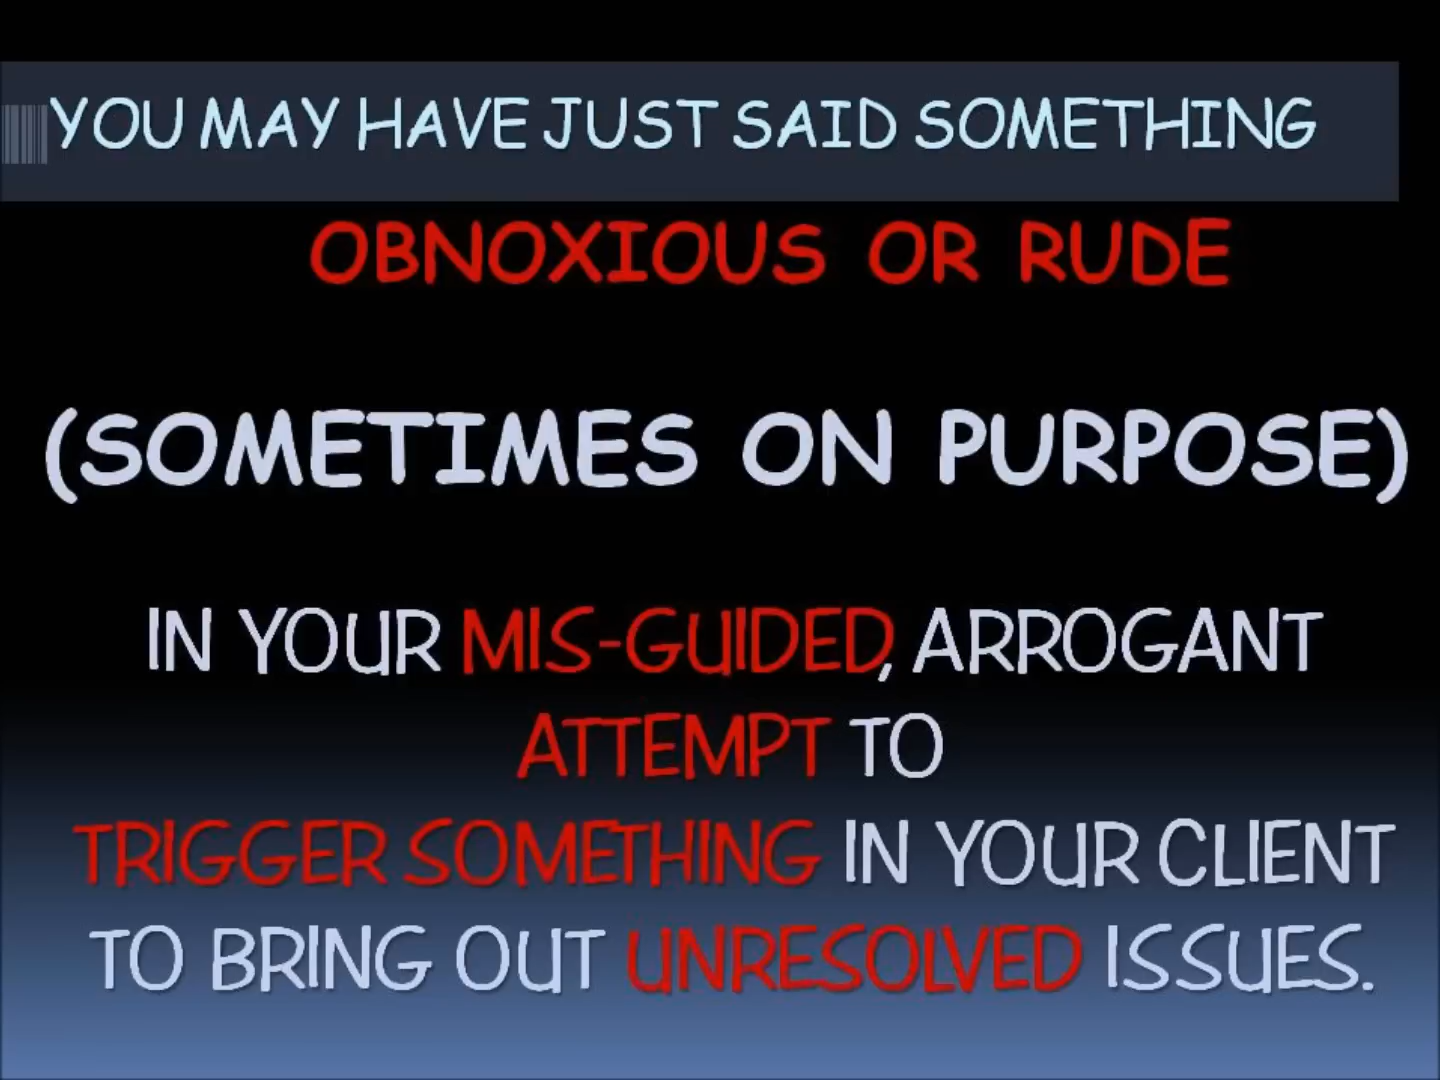 YOU MAY HAVE JUST SAID SOMETHING
OBNOXIOUS OR RUDE
(SOMETIMES ON PURPOSE)
IN YOUR MIS-GUIDED, ARROGANT
ATTEMPT TO
TRIGGER SOMETHING IN YOUR CLIENT
TO BRING OUT UNRESOLVED ISSUES.